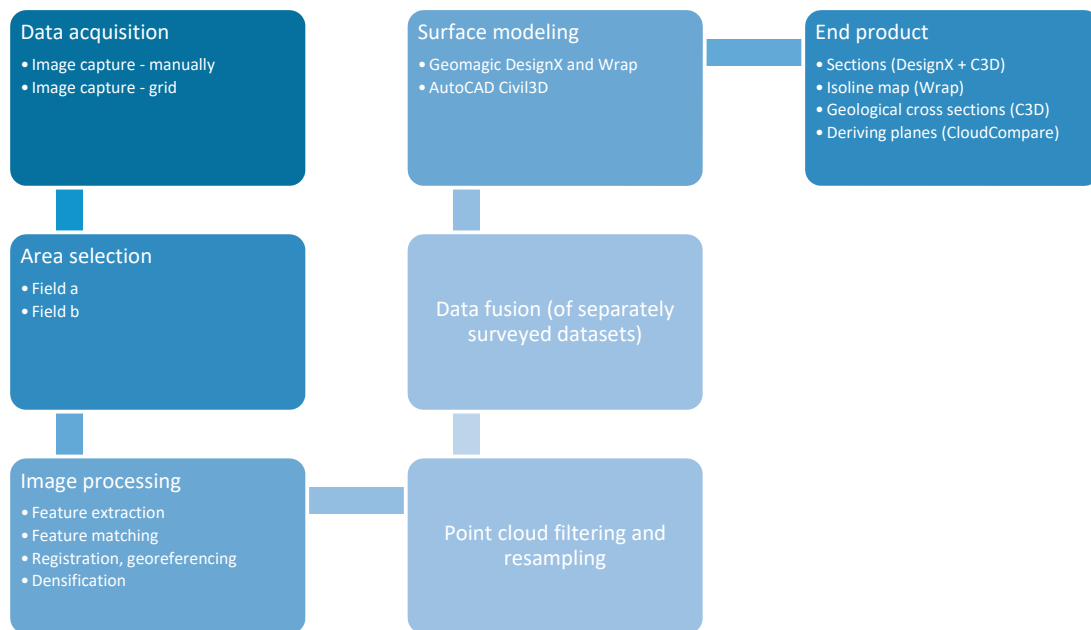 Data acquisition
• Image capture - manually
• Image capture - grid
Area selection
• Field a
• Field b
Image processing
• Feature extraction
• Feature matching
• Registration, georeferencing
• Densification
Point cloud filtering and
resampling
Data fusion (of separately
surveyed datasets)
Surface modeling
• Geomagic DesignX and Wrap
• AutoCAD Civil3D
End product
• Sections (DesignX + C3D)
• Isoline map (Wrap)
• Geological cross sections (C3D)
• Deriving planes (CloudCompare)